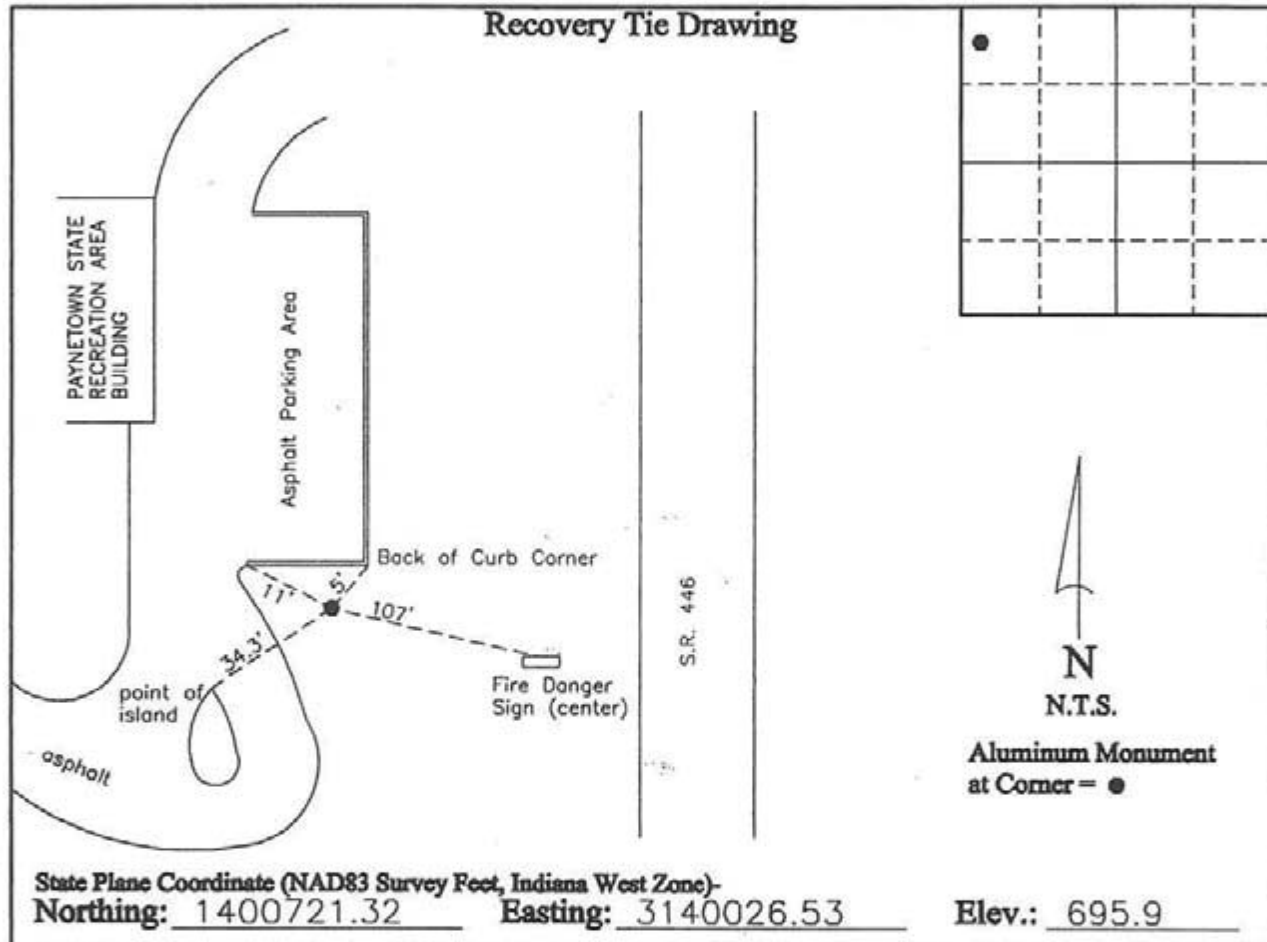 Recovery Tie Drawing
PAYNETOWN STATE
RECREATION AREA
BUILDING
Asphalt Parking Area
Back of Curb Corner
11'
5'
107'
34.3'
S.R. 446
point of
island
Fire Danger
Sign (center)
asphalt
N
N.T.S.
Aluminum Monument
at Corner = ●
State Plane Coordinate (NAD83 Survey Feet, Indiana West Zone)-
Northing: 1400721.32 Easting: 3140026.53 Elev.: 695.9